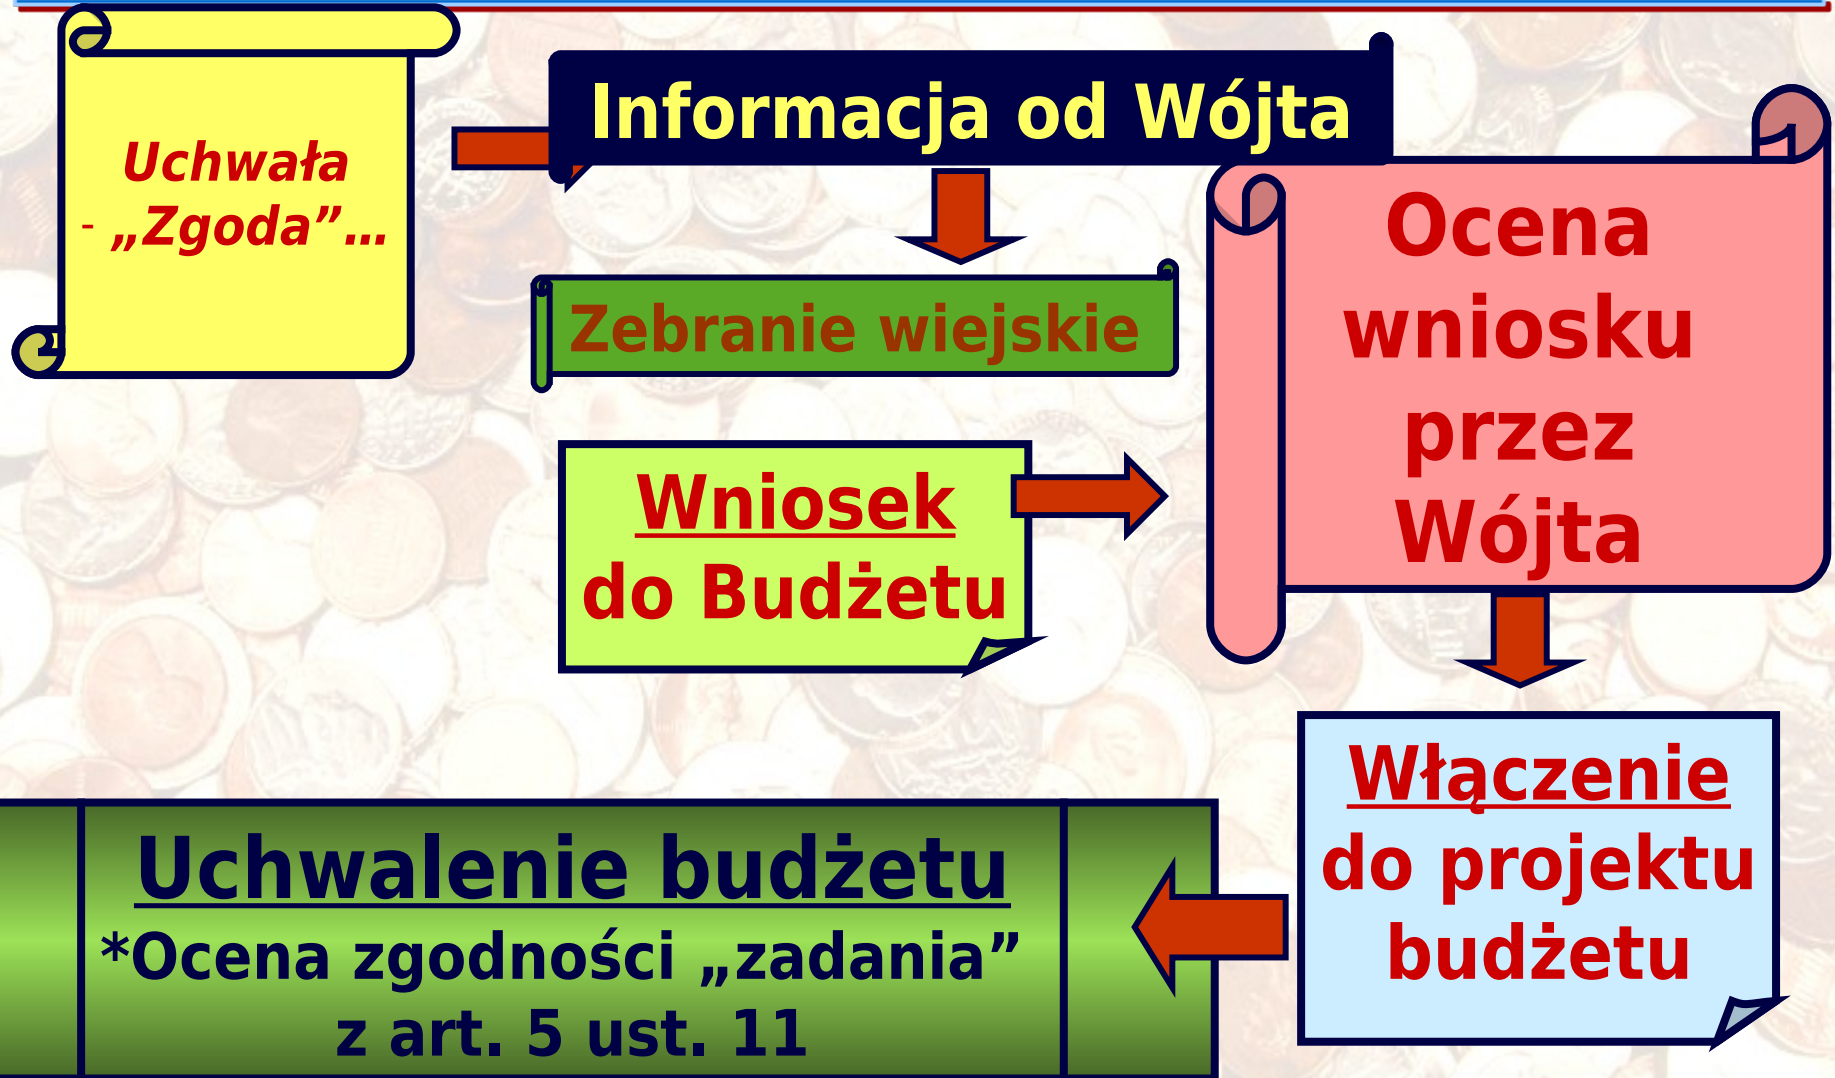 Uchwała
- „Zgoda”...
Informacja od Wójta
Zebranie wiejskie
Wniosek
do Budżetu
Ocena
wniosku
przez
Wójta
Włączenie
do projektu
budżetu
Uchwalenie budżetu
*Ocena zgodności „zadania”
z art. 5 ust. 11